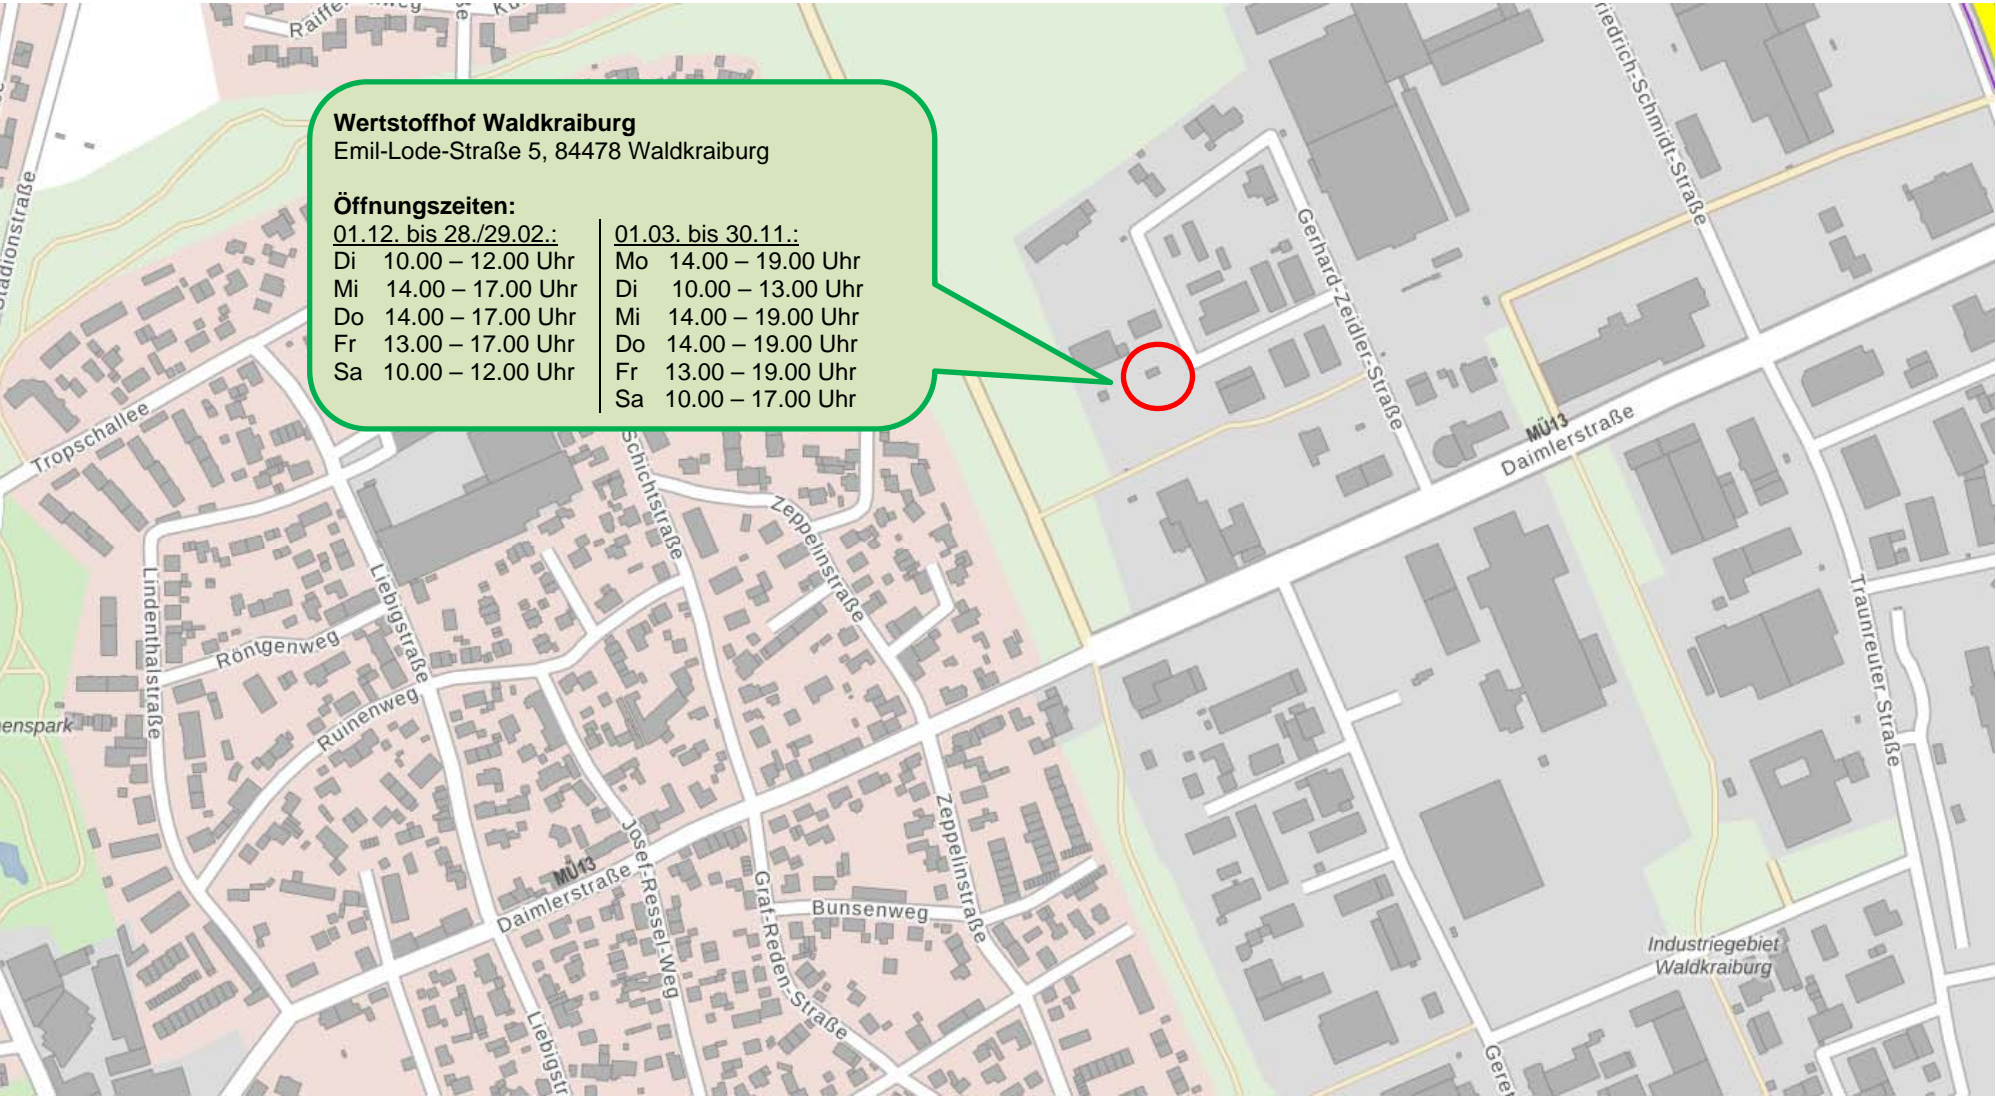 Wertstoffhof Waldkraiburg
Emil-Lode-Straße 5, 84478 Waldkraiburg
Öffnungszeiten:
01.12. bis 28./29.02.:
Di 10.00 – 12.00 Uhr
Mi 14.00 – 17.00 Uhr
Do 14.00 – 17.00 Uhr
Fr 13.00 – 17.00 Uhr
Sa 10.00 – 12.00 Uhr
01.03. bis 30.11.:
Mo 14.00 – 19.00 Uhr
Di 10.00 – 13.00 Uhr
Mi 14.00 – 19.00 Uhr
Do 14.00 – 19.00 Uhr
Fr 13.00 – 19.00 Uhr
Sa 10.00 – 17.00 Uhr
Stadionstraße
riedrich-Schmidt-Straße
Gerhard-Zeidler-Straße
Tropschallee
Schichtstraße
Zeppelinstraße
MÜ13
Daimlerstraße
Lindenthalstraße
Liebigstraße
Röntgenweg
Ruinenweg
Traunreuter Straße
enspark
Zeppelinstraße
Josef-Ressel-Weg
MÜ13
Daimlerstraße
Graf-Reden-Straße
Bunsenweg
Industriegebiet
Waldkraiburg
Liebigstr
Geret